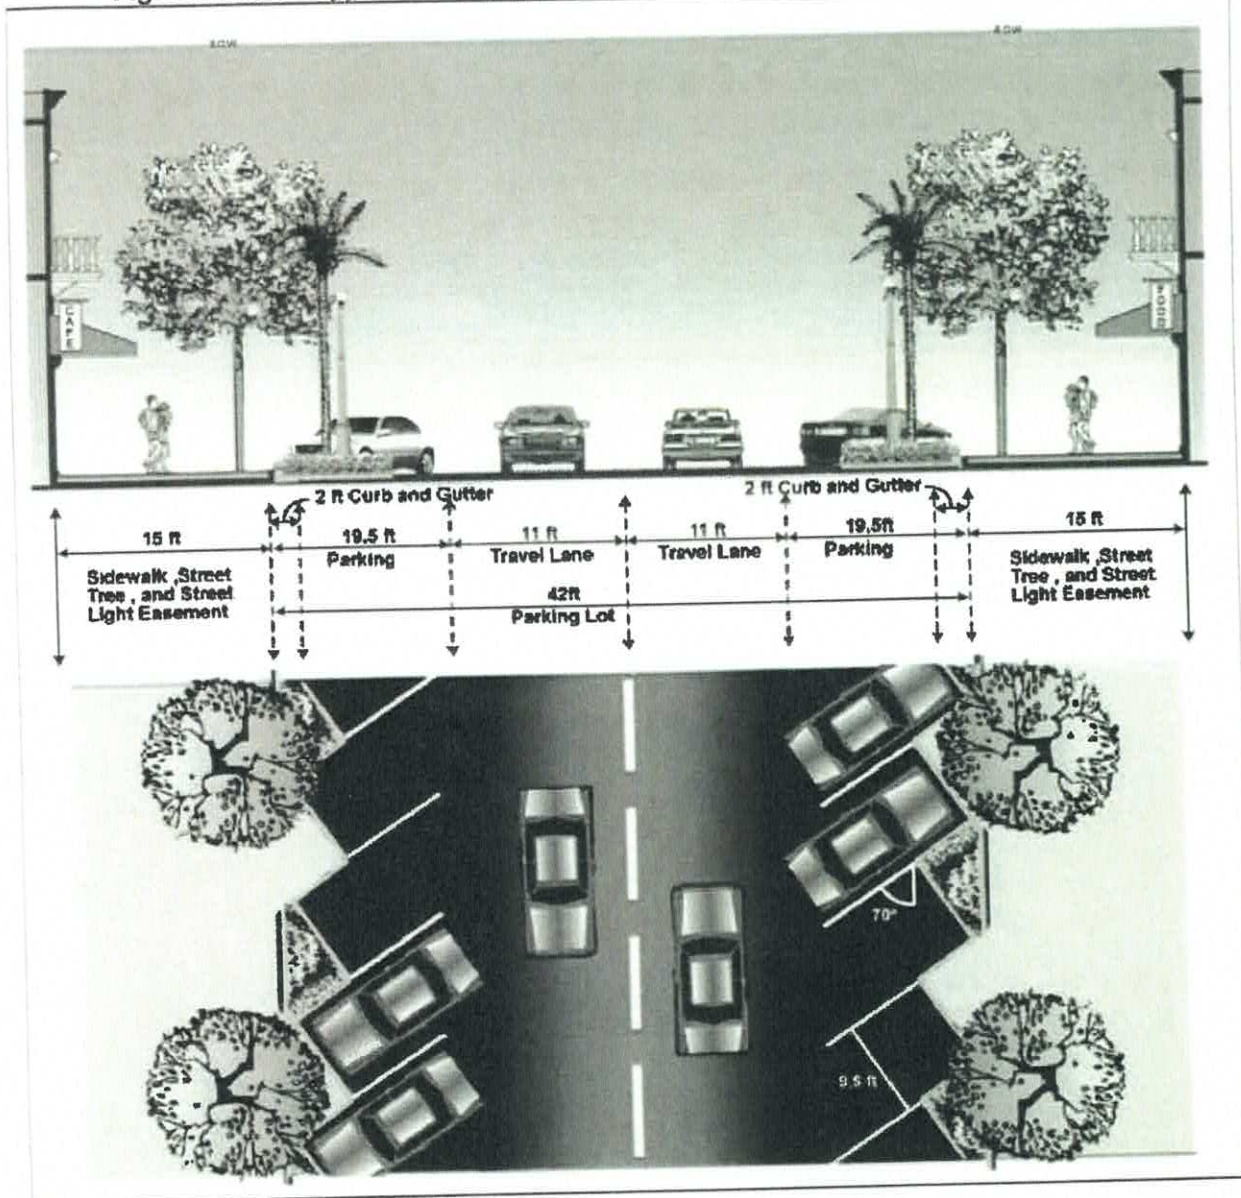 R.O.W
R.O.W
CAFE
FOOD
2 ft Curb and Gutter
2 ft Curb and Gutter
15 ft
19.5 ft
11 ft
11 ft
19.5ft
15 ft
Parking
Travel Lane
Travel Lane
Parking
Sidewalk ,Street
Tree , and Street
Light Easement
Sidewalk ,Street
Tree , and Street
Light Easement
42ft
Parking Lot
70°
9.5 ft